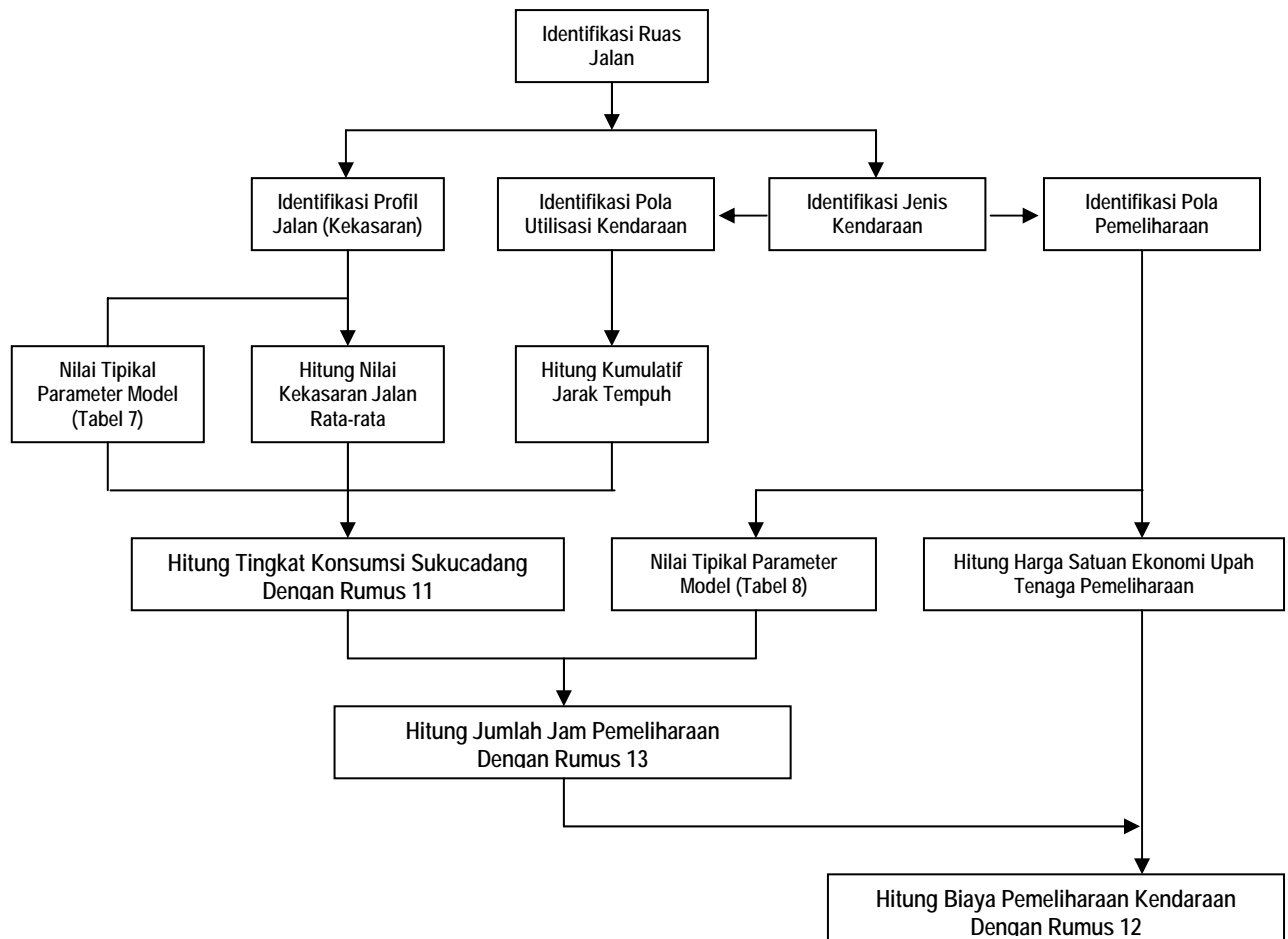 Identifikasi Ruas
Jalan
Identifikasi Profil
Jalan (Kekasaran)
Identifikasi Pola
Utilisasi Kendaraan
Identifikasi Jenis
Kendaraan
Identifikasi Pola
Pemeliharaan
Nilai Tipikal
Parameter Model
(Tabel 7)
Hitung Nilai
Kekasaran Jalan
Rata-rata
Hitung Kumulatif
Jarak Tempuh
Hitung Tingkat Konsumsi Sukucadang
Dengan Rumus 11
Nilai Tipikal Parameter
Model (Tabel 8)
Hitung Harga Satuan Ekonomi Upah
Tenaga Pemeliharaan
Hitung Jumlah Jam Pemeliharaan
Dengan Rumus 13
Hitung Biaya Pemeliharaan Kendaraan
Dengan Rumus 12